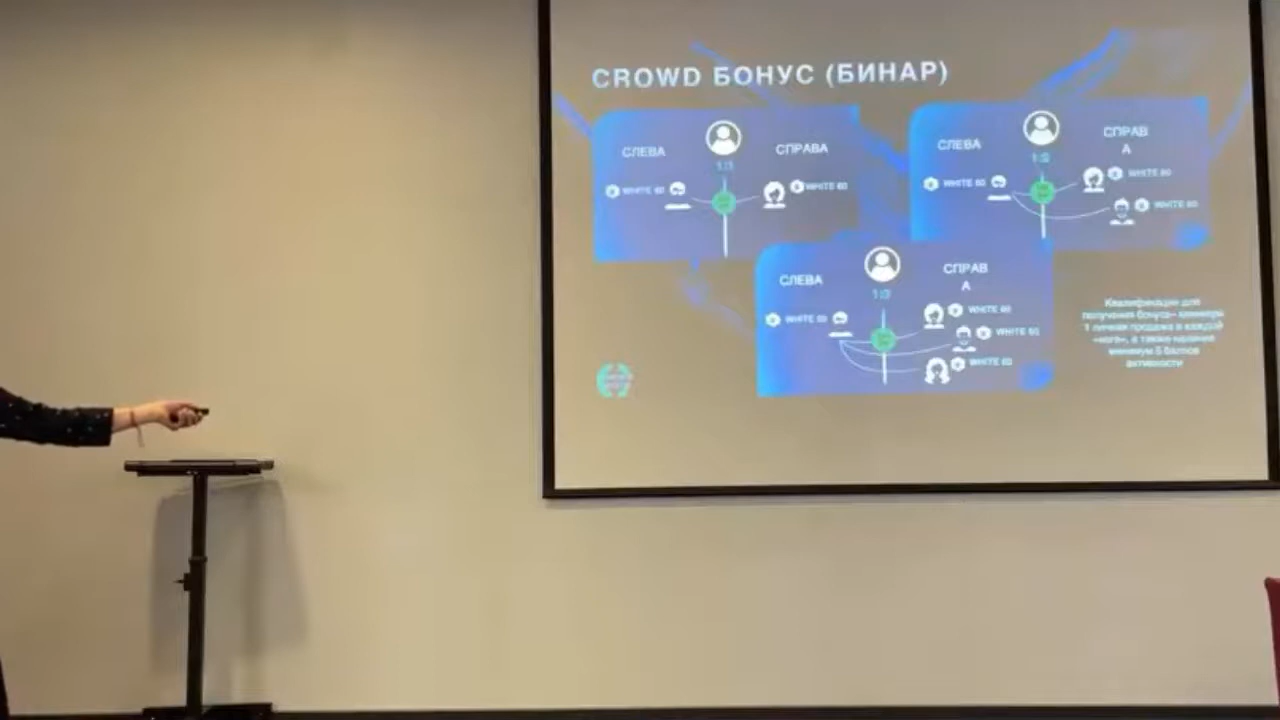 CROWD БОНУС (БИНАР)
СЛЕВА
СПРАВА
1:1
WHITE 60
WHITE 60
СЛЕВА
СПРАВ
А
1:2
WHITE 60
WHITE 60
WHITE 60
СЛЕВА
СПРАВ
А
1:3
WHITE 60
WHITE 60
WHITE 60
WHITE 60
Квалификация для
получения бонуса– минимум
1 личная продажа в каждой
«ноге», а также наличие
минимум 5 баллов
активности